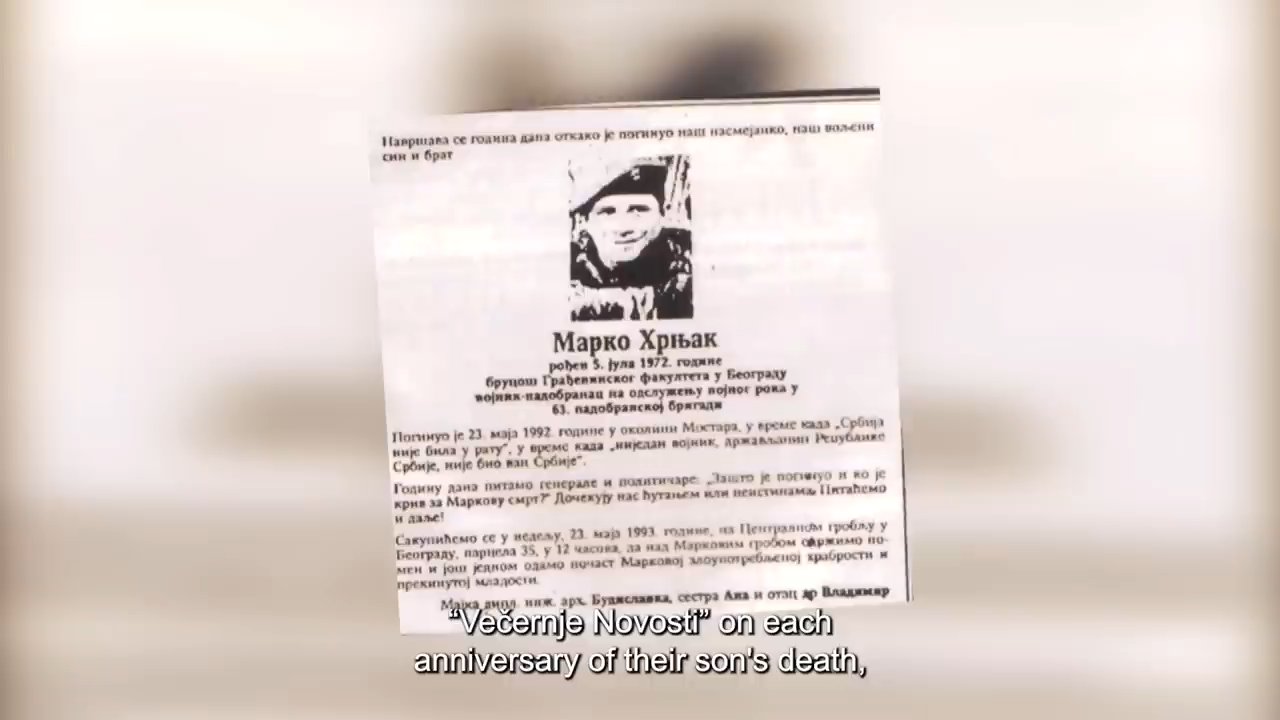 Навршава се година дана откако је погинуо наш насмејанко, наш вољени
син и брат
Марко Хрњак
рођен 5. јула 1972. године
бруцош Грађевинског факултета у Београду
војник-падобранац на одслужењу војног рока у
63. падобранској бригади
Погинуо је 23. маја 1992. године у околини Мостара, у време када „Србија
није била у рату”, у време када „ниједан војник, држављанин Републике
Србије, није био ван Србије”.
Годину дана питамо генерале и политичаре: „Зашто је погинуо и ко је
крив за Маркову смрт?” Дочекују нас ћутањем или неистинама. Питаћемо
и даље!
Сакупићемо се у недељу, 23. маја 1993. године, на Централном гробљу у
Београду, парцела 35, у 12 часова, да над Марковим гробом одржимо по-
мен и још једном одамо почаст Марковој злоупотребљеној храбрости и
прекинутој младости.
Мајка дипл. инж. арх. Будиславка, сестра Ана и отац др Владимир
“Večernje Novosti” on each
anniversary of their son's death,